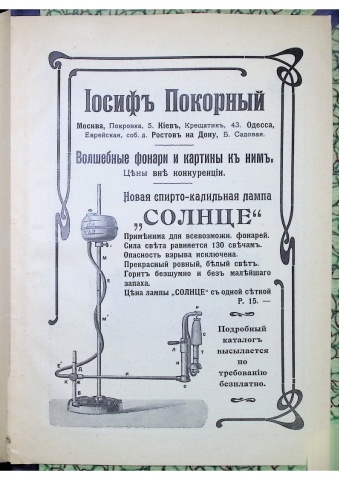 Іосифъ Покорный
Москва, Покровка, 5. Кіевъ, Крещатик, 43. Одесса,
Еврейская, соб. д. Ростовъ на Дону, Б. Садовая.
Волшебные фонари и картины къ нимъ.
Цѣны внѣ конкуренціи.
Новая спирто-калильная лампа
„СОЛНЦЕ“
Примѣнима для всевозможн. фонарей.
Сила свѣта равняется 130 свѣчамъ.
Опасность взрыва исключена.
Прекрасный ровный, бѣлый свѣтъ.
Горитъ безшумно и безъ малѣйшаго
запаха.
Цѣна лампы „СОЛНЦЕ“ съ одной сѣткой
Р. 15. —
Подробный
каталогъ
высылается
по
требованію
безплатно.